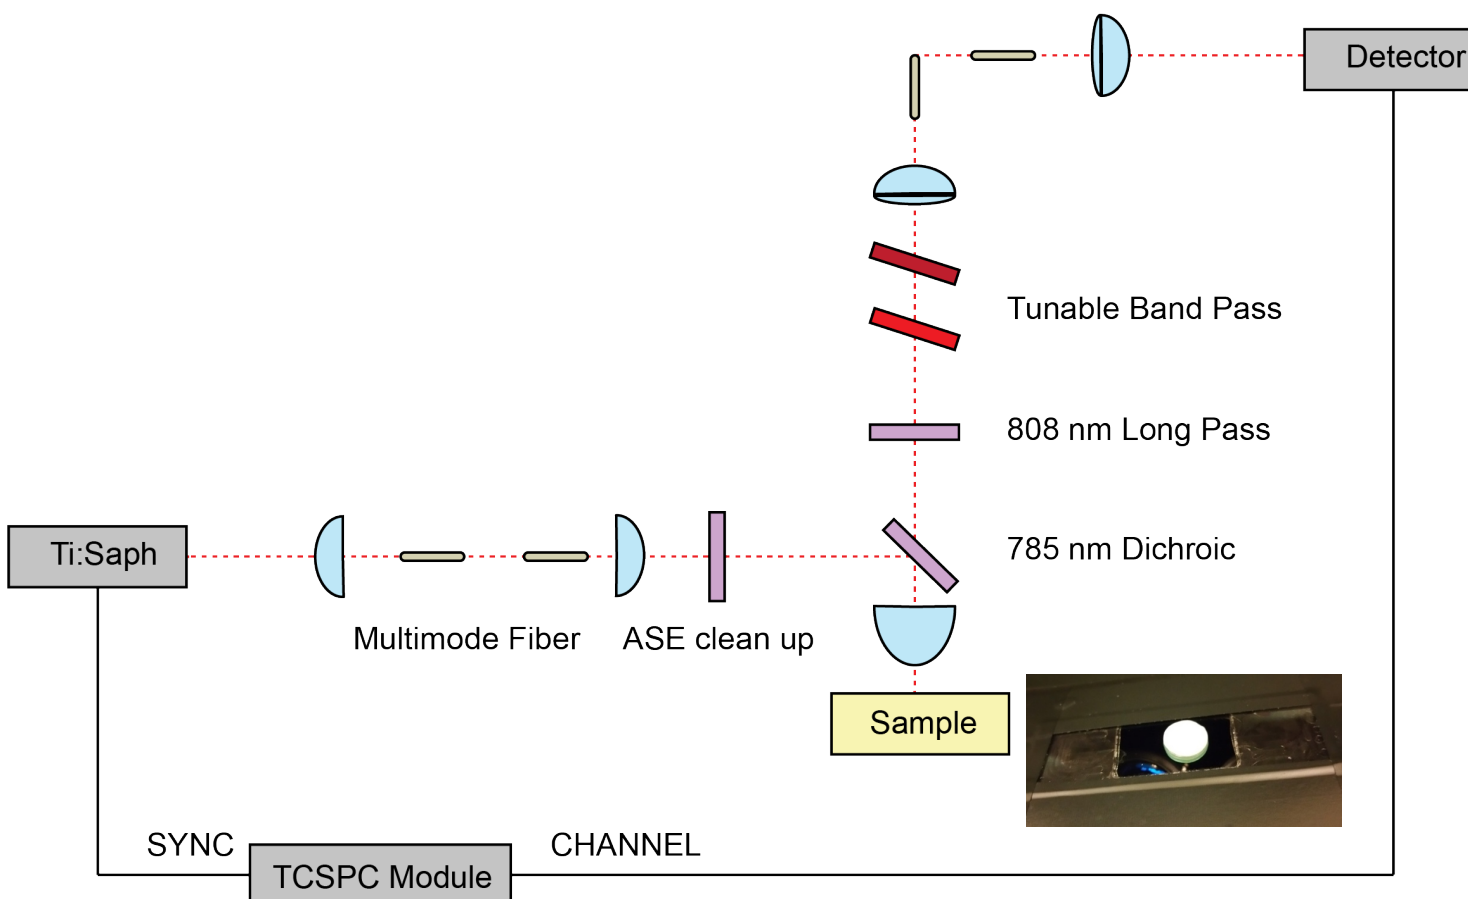 Detector
Tunable Band Pass
808 nm Long Pass
Ti:Saph
785 nm Dichroic
Multimode Fiber
ASE clean up
Sample
SYNC
CHANNEL
TCSPC Module